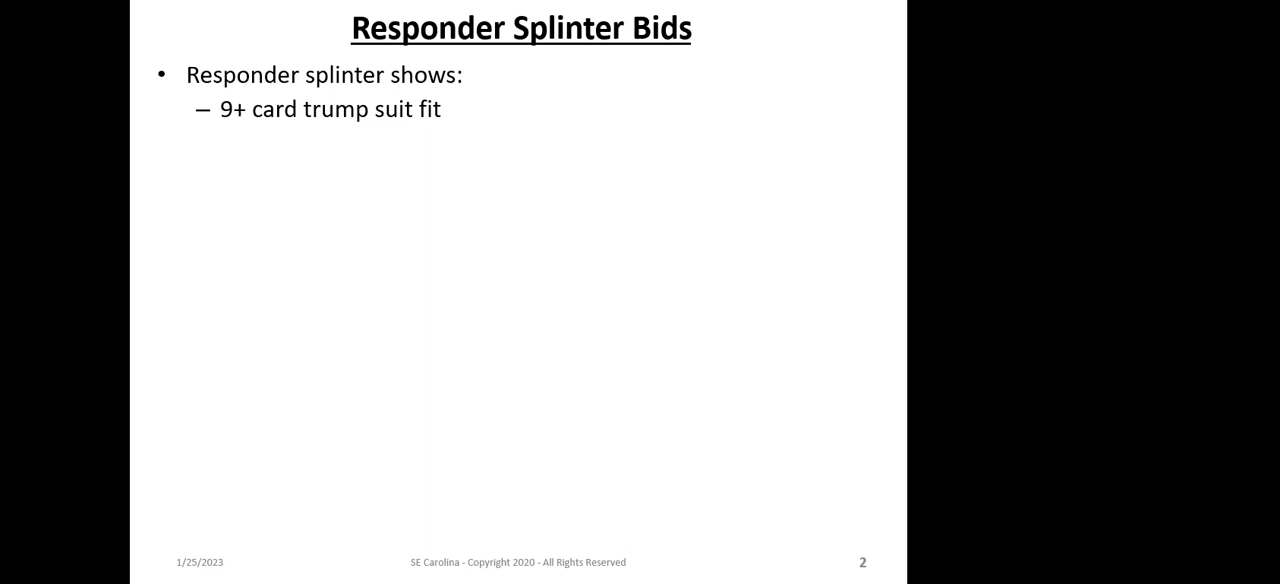 Responder Splinter Bids
• Responder splinter shows:
– 9+ card trump suit fit
1/25/2023 SE Carolina - Copyright 2020 - All Rights Reserved 2